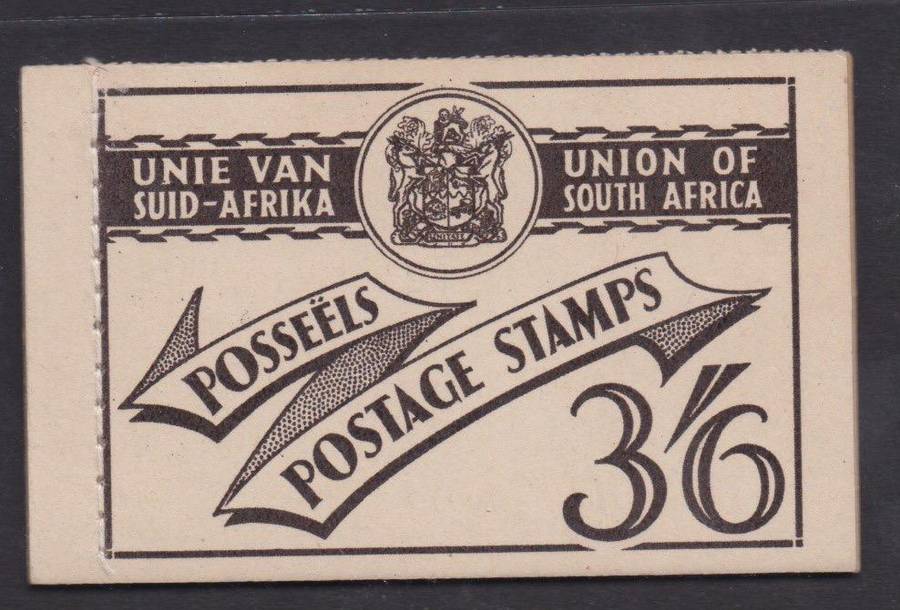 UNIE VAN
SUID-AFRIKA
UNION OF
SOUTH AFRICA
POSSEËLS
POSTAGE STAMPS
3/6